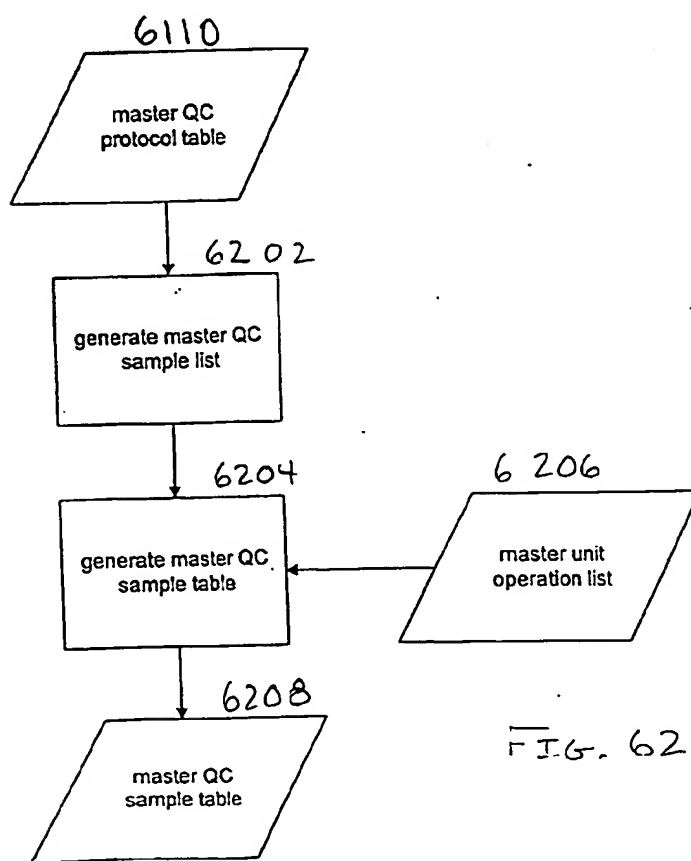 6110
master QC
protocol table
6202
generate master QC
sample list
6204
generate master QC
sample table
6206
master unit
operation list
6208
master QC
sample table
FIG. 62